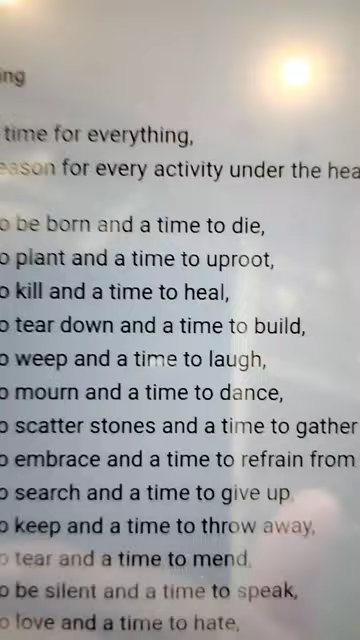 ing
time for everything,
eason for every activity under the hea
o be born and a time to die,
o plant and a time to uproot,
o kill and a time to heal,
o tear down and a time to build,
o weep and a time to laugh,
o mourn and a time to dance,
o scatter stones and a time to gather
o embrace and a time to refrain from
o search and a time to give up,
o keep and a time to throw away,
o tear and a time to mend,
o be silent and a time to speak,
o love and a time to hate,